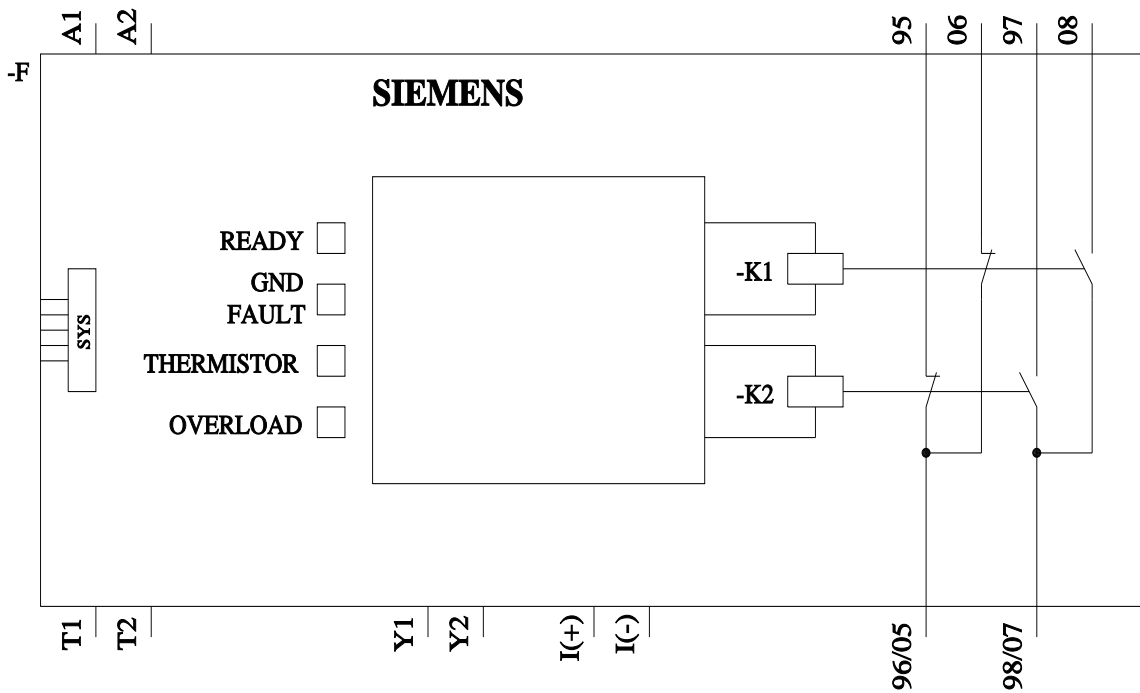 A1
A2
95
06
97
08
-F
SIEMENS
READY
GND
FAULT
THERMISTOR
OVERLOAD
SYS
-K1
-K2
T1
T2
Y1
Y2
I(+)
I(-)
96/05
98/07